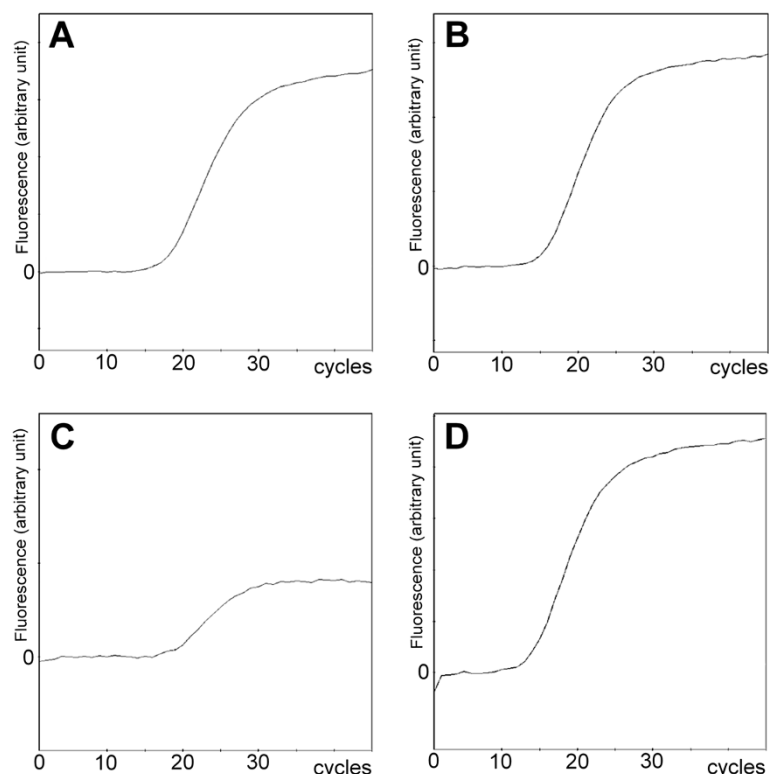 A
Fluorescence (arbitrary unit)
0
0 10 20 30 cycles
B
Fluorescence (arbitrary unit)
0
0 10 20 30 cycles
C
Fluorescence (arbitrary unit)
0
0 10 20 30 cycles
D
Fluorescence (arbitrary unit)
0
0 10 20 30 cycles